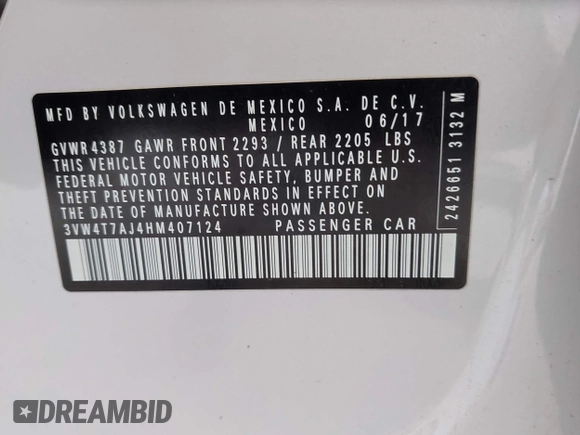 MFD BY VOLKSWAGEN DE MEXICO S.A. DE C.V.
MEXICO 06/17
GVWR 4387 GAWR FRONT 2293 / REAR 2205 LBS
THIS VEHICLE CONFORMS TO ALL APPLICABLE U.S.
FEDERAL MOTOR VEHICLE SAFETY, BUMPER AND
THEFT PREVENTION STANDARDS IN EFFECT ON
THE DATE OF MANUFACTURE SHOWN ABOVE.
3VW4T7AJ4HM407124 PASSENGER CAR
2426651 3132 M
DREAMBID